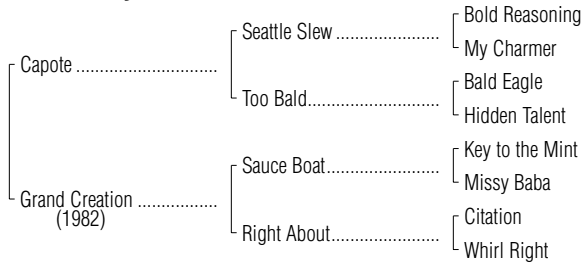 Bold Reasoning
Seattle Slew ....................
My Charmer
Capote ...........................
Bald Eagle
Too Bald.........................
Hidden Talent
Key to the Mint
Sauce Boat......................
Missy Baba
Grand Creation ...............
(1982)
Citation
Right About.....................
Whirl Right